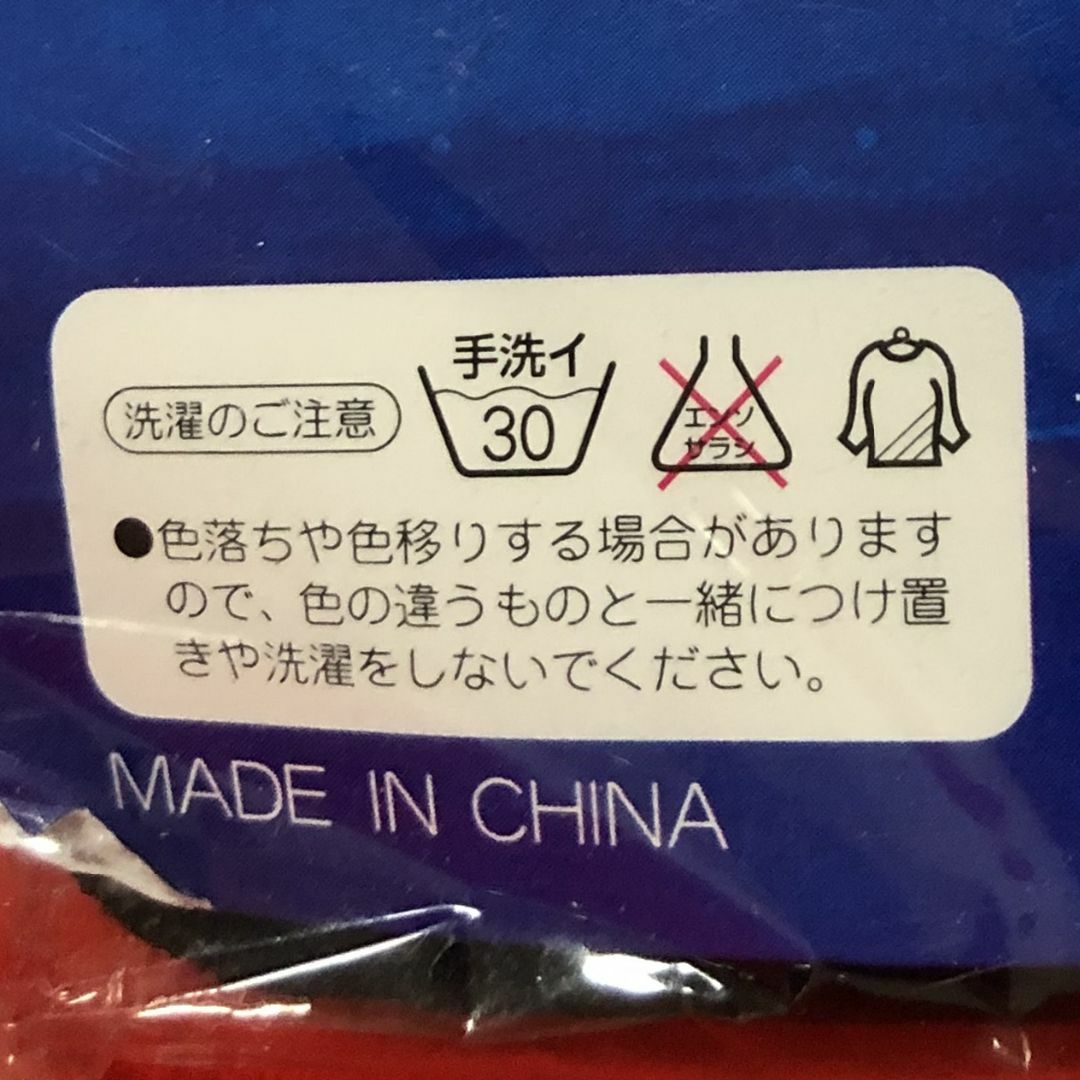 洗濯のご注意
手洗イ
30
エンソ
サラシ
●色落ちや色移りする場合があります
ので、色の違うものと一緒につけ置
きや洗濯をしないでください。
MADE IN CHINA